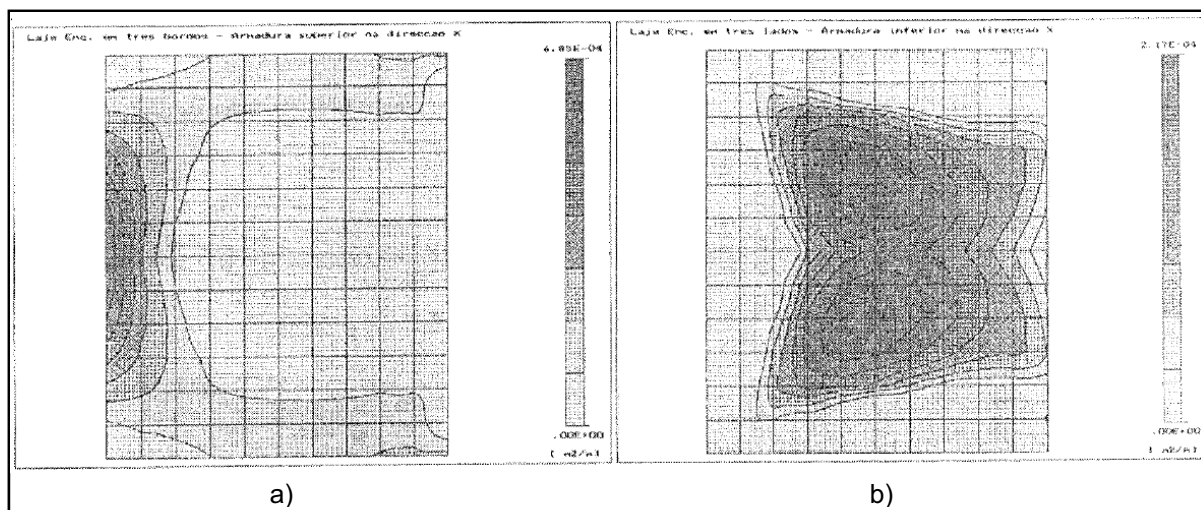 Laje Enc. em tres bordos - Armadura superior na direccao X
6.85E-04
.00E+00
[ m2/m]
a)
Laje Enc. em tres lados - Armadura inferior na direccao X
2.17E-04
.00E+00
[ m2/m]
b)